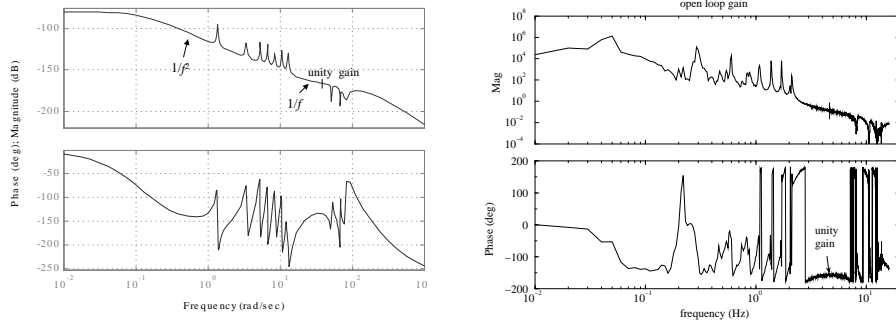 -100
-150
-200
1/f²
unity gain
1/f
Phase (deg); Magnitude (dB)
-50
-100
-150
-200
-250
10⁻²
10⁻¹
10⁰
10¹
10²
10
Frequency (rad/sec)
open loop gain
10⁸
10⁶
10⁴
10²
10⁰
10⁻²
10⁻⁴
Mag
200
100
0
−100
−200
Phase (deg)
unity
gain
10⁻²
10⁻¹
10⁰
10¹
frequency (Hz)